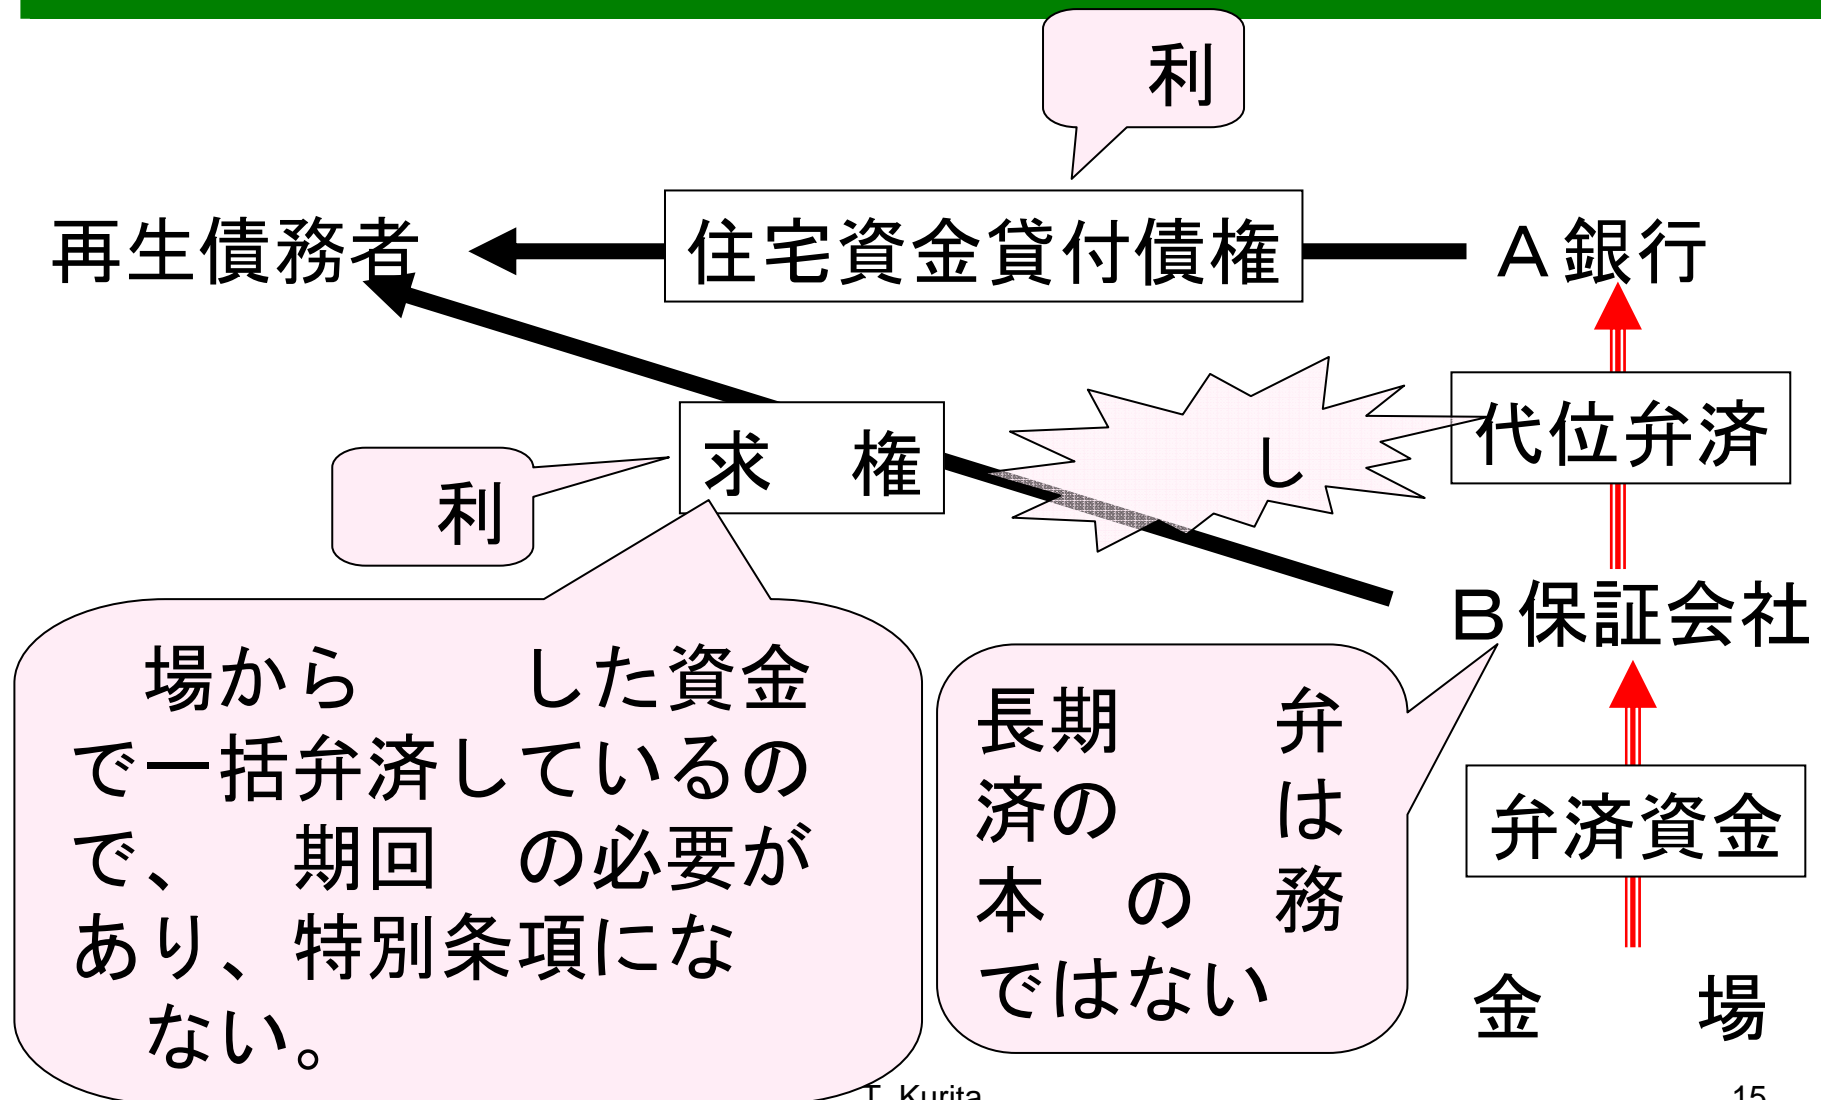 利
再生債務者
住宅資金貸付債権
A銀行
求　権
し
代位弁済
利
B保証会社
場から　　した資金
で一括弁済しているの
で、　期回　の必要が
あり、特別条項にな
ない。
長期　　弁
済の　　は
本　の　務
ではない
弁済資金
金　　場
T. Kurita
15